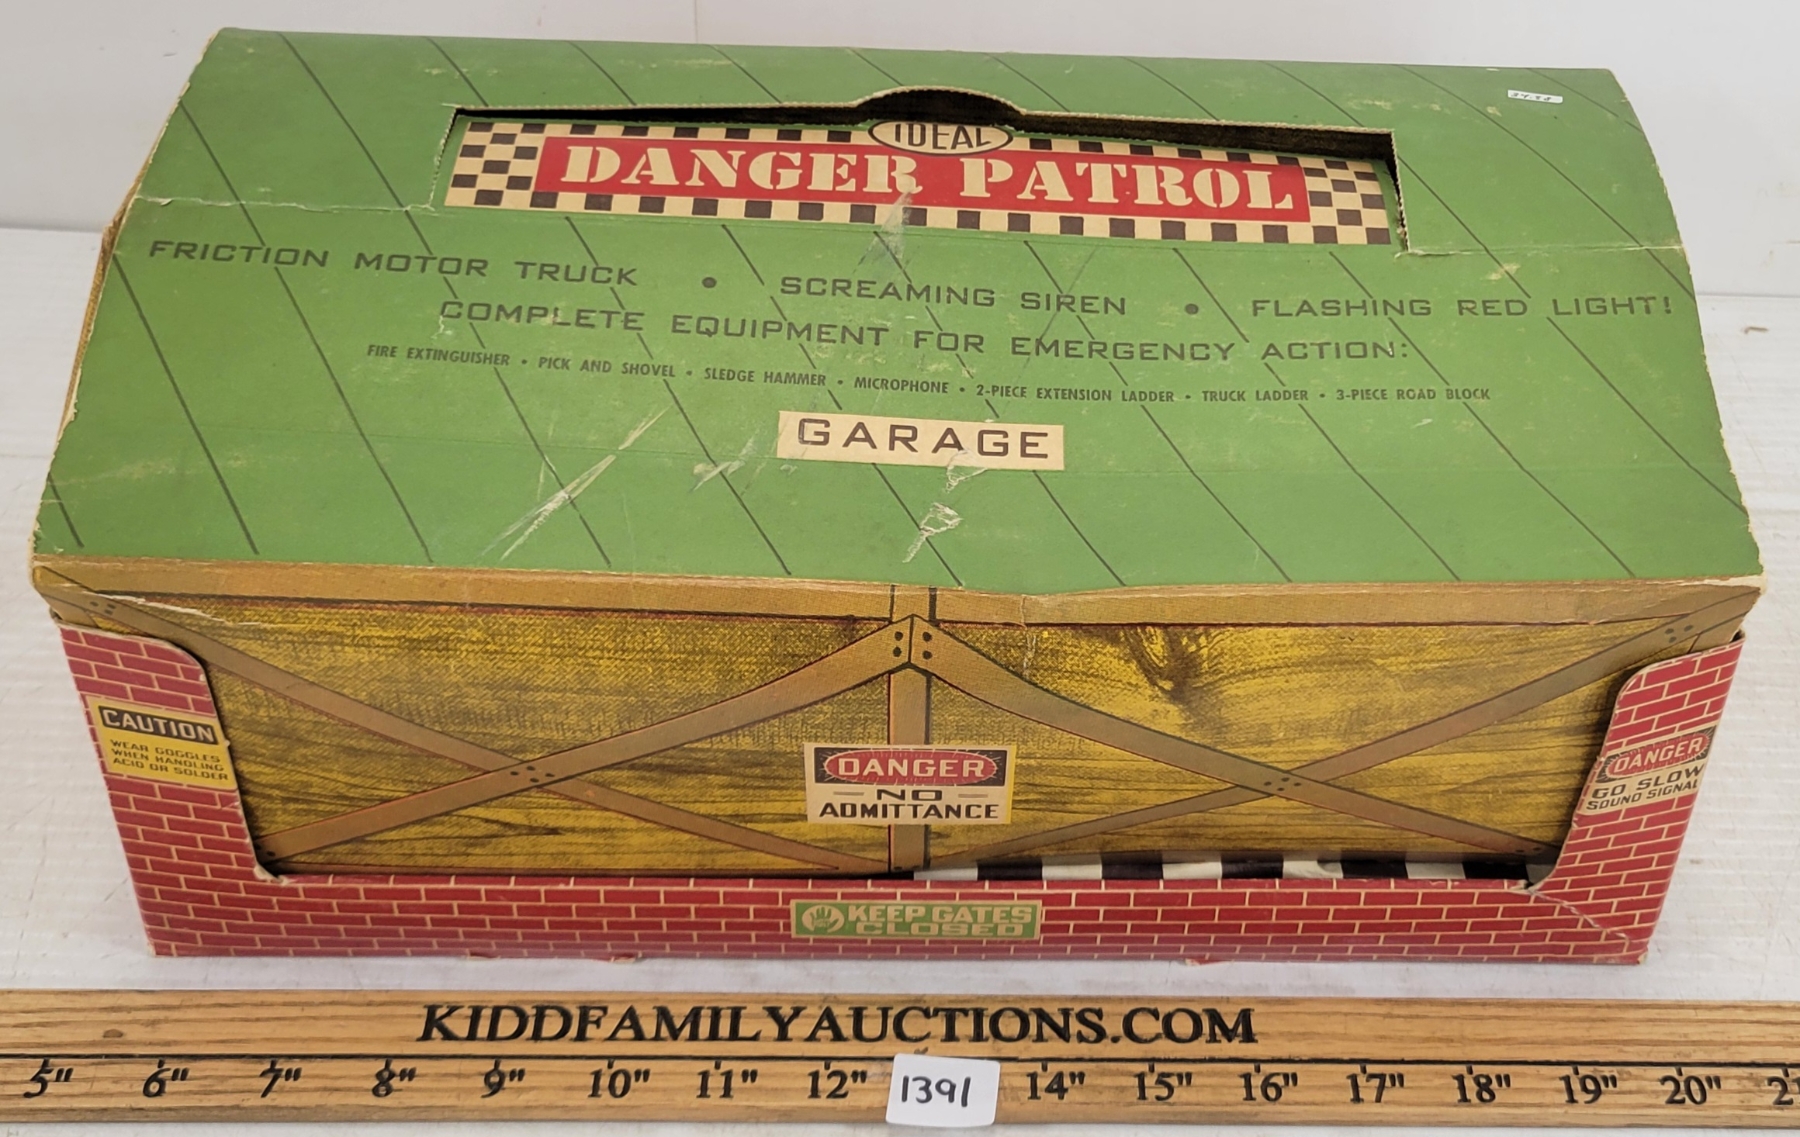 IDEAL
DANGER PATROL
FRICTION MOTOR TRUCK • SCREAMING SIREN • FLASHING RED LIGHT!
COMPLETE EQUIPMENT FOR EMERGENCY ACTION:
FIRE EXTINGUISHER • PICK AND SHOVEL • SLEDGE HAMMER • MICROPHONE • 2-PIECE EXTENSION LADDER • TRUCK LADDER • 3-PIECE ROAD BLOCK
GARAGE
CAUTION
WEAR GOGGLES
WHEN HANDLING
ACID OR SOLDER
DANGER
NO
ADMITTANCE
DANGER
GO SLOW
SOUND SIGNAL
KEEP GATES
CLOSED
KIDDFAMILYAUCTIONS.COM
5" 6" 7" 8" 9" 10" 11" 12" 1391 14" 15" 16" 17" 18" 19" 20"